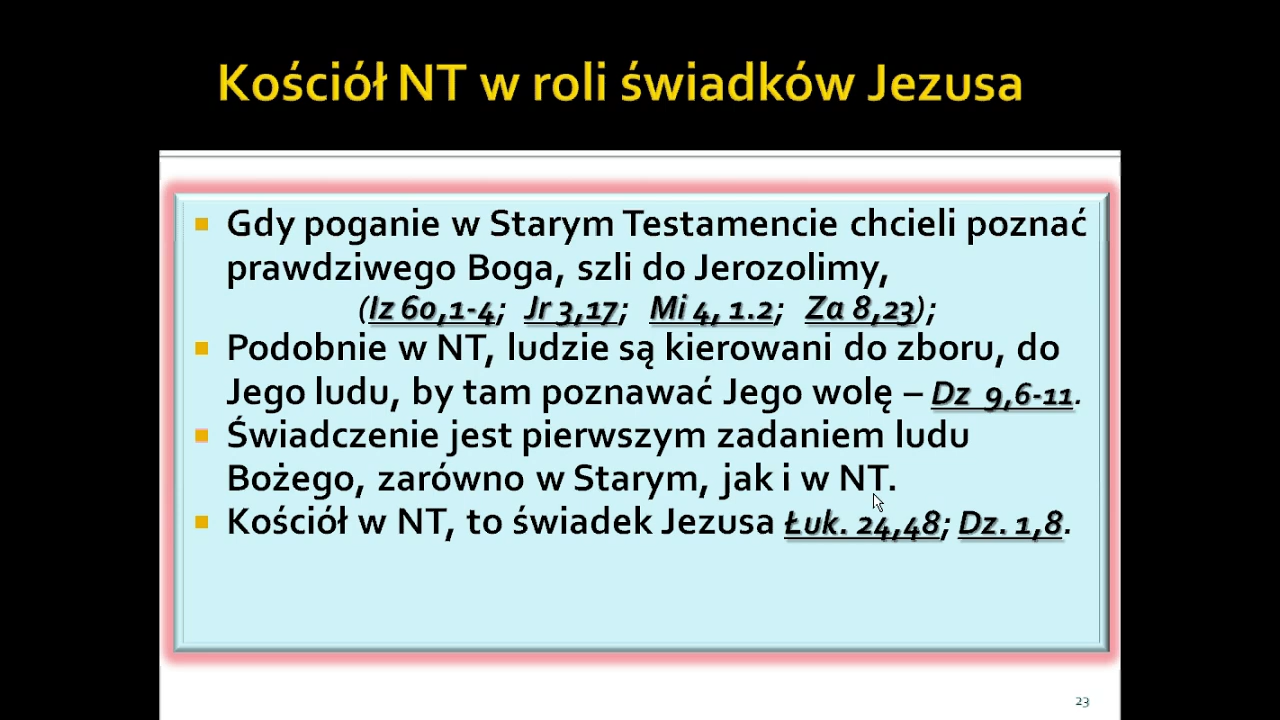 Kościół NT w roli świadków Jezusa
Gdy poganie w Starym Testamencie chcieli poznać
prawdziwego Boga, szli do Jerozolimy,
(Iz 60,1-4; Jr 3,17; Mi 4, 1.2; Za 8,23);
Podobnie w NT, ludzie są kierowani do zboru, do
Jego ludu, by tam poznawać Jego wolę – Dz 9,6-11.
Świadczenie jest pierwszym zadaniem ludu
Bożego, zarówno w Starym, jak i w NT.
Kościół w NT, to świadek Jezusa Łuk. 24,48; Dz. 1,8.
23